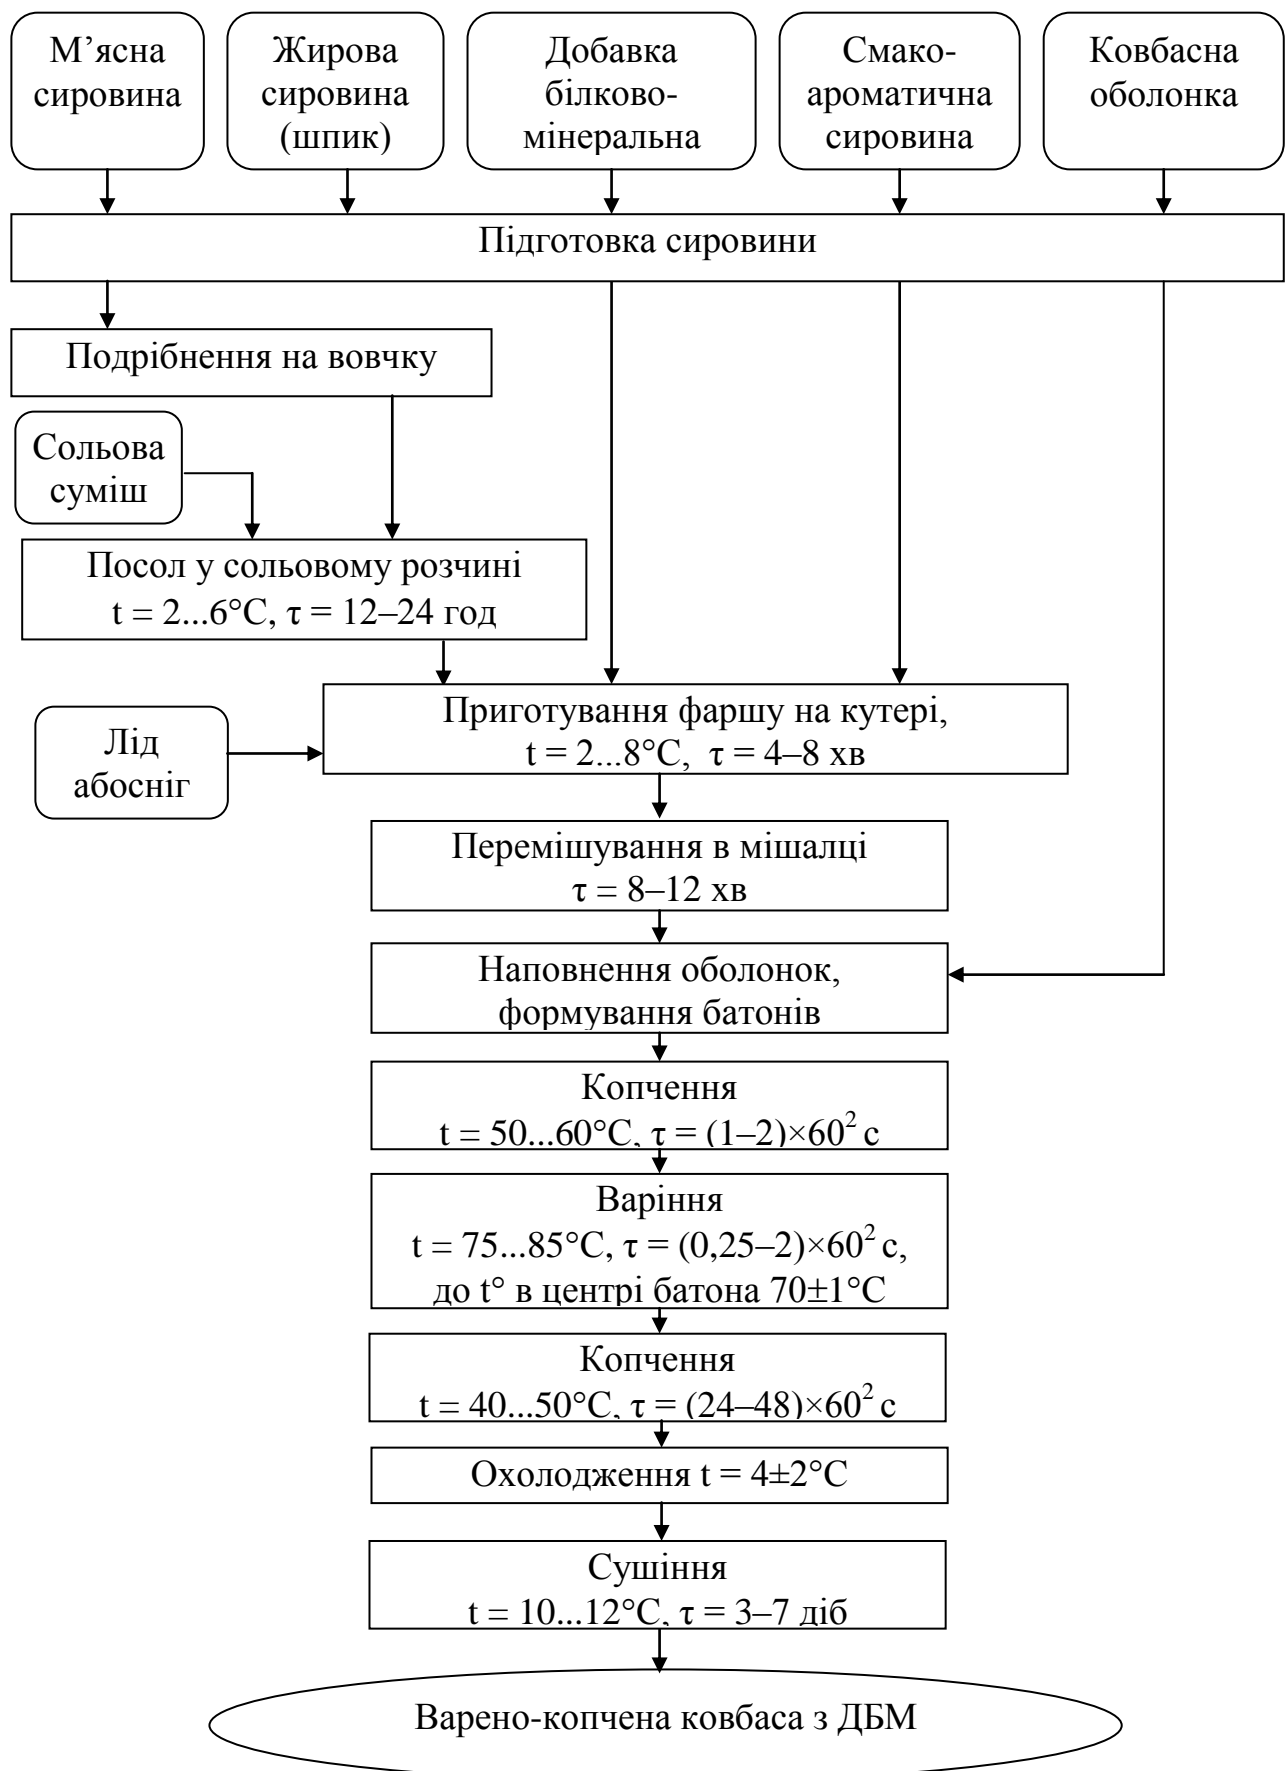 М’ясна
сировина
Жирова
сировина
(шпик)
Добавка
білково-
мінеральна
Смако-
ароматична
сировина
Ковбасна
оболонка
Підготовка сировини
Подрібнення на вовчку
Сольова
суміш
Посол у сольовому розчині
t = 2...6°С, τ = 12–24 год
Приготування фаршу на кутері,
t = 2...8°С, τ = 4–8 хв
Лід
абосніг
Перемішування в мішалці
τ = 8–12 хв
Наповнення оболонок,
формування батонів
Копчення
t = 50...60°С, τ = (1–2)×60² с
Варіння
t = 75...85°С, τ = (0,25–2)×60² с,
до t° в центрі батона 70±1°С
Копчення
t = 40...50°С, τ = (24–48)×60² с
Охолодження t = 4±2°С
Сушіння
t = 10...12°С, τ = 3–7 діб
Варено-копчена ковбаса з ДБМ